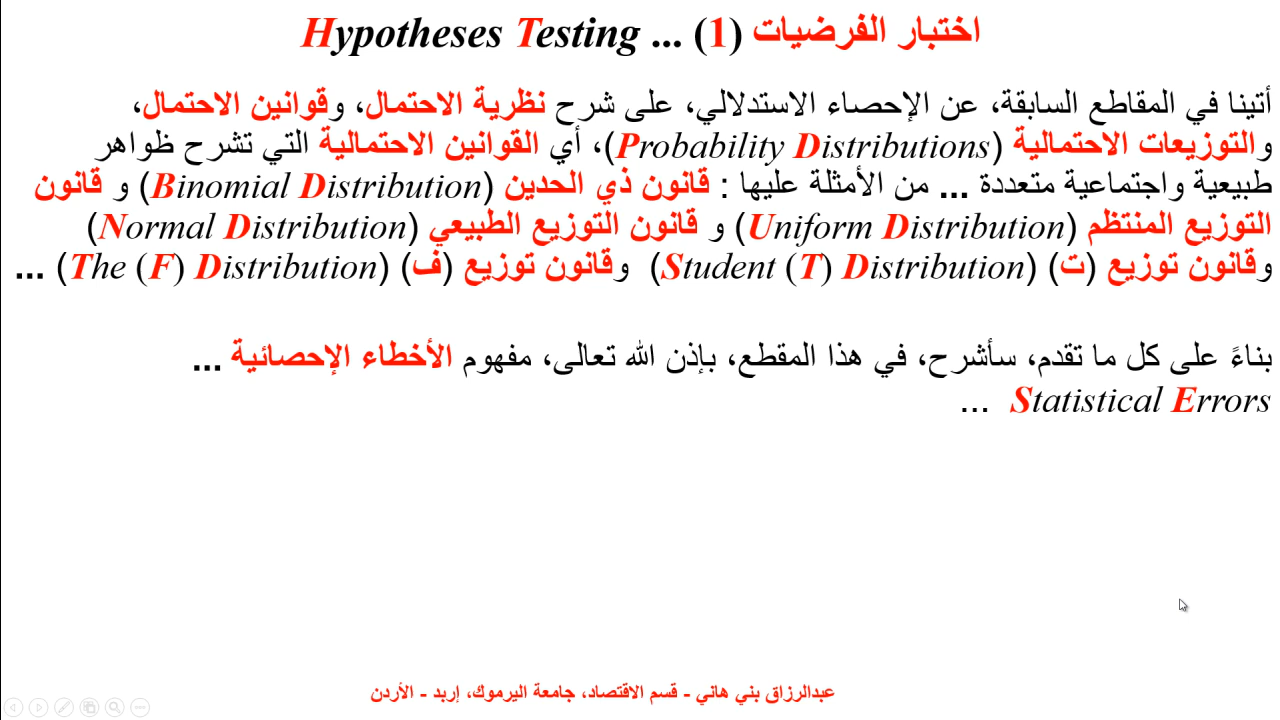 اختبار الفرضيات (1) ... Hypotheses Testing
أتينا في المقاطع السابقة، عن الإحصاء الاستدلالي، على شرح نظرية الاحتمال، وقوانين الاحتمال،
والتوزيعات الاحتمالية (Probability Distributions)، أي القوانين الاحتمالية التي تشرح ظواهر
طبيعية واجتماعية متعددة ... من الأمثلة عليها : قانون ذي الحدين (Binomial Distribution) و قانون
التوزيع المنتظم (Uniform Distribution) و قانون التوزيع الطبيعي (Normal Distribution)
وقانون توزيع (ت) (Student (T) Distribution) وقانون توزيع (ف) (The (F) Distribution) ...
بناءً على كل ما تقدم، سأشرح، في هذا المقطع، بإذن الله تعالى، مفهوم الأخطاء الإحصائية ...
Statistical Errors ...
عبدالرزاق بني هاني - قسم الاقتصاد، جامعة اليرموك، إربد - الأردن